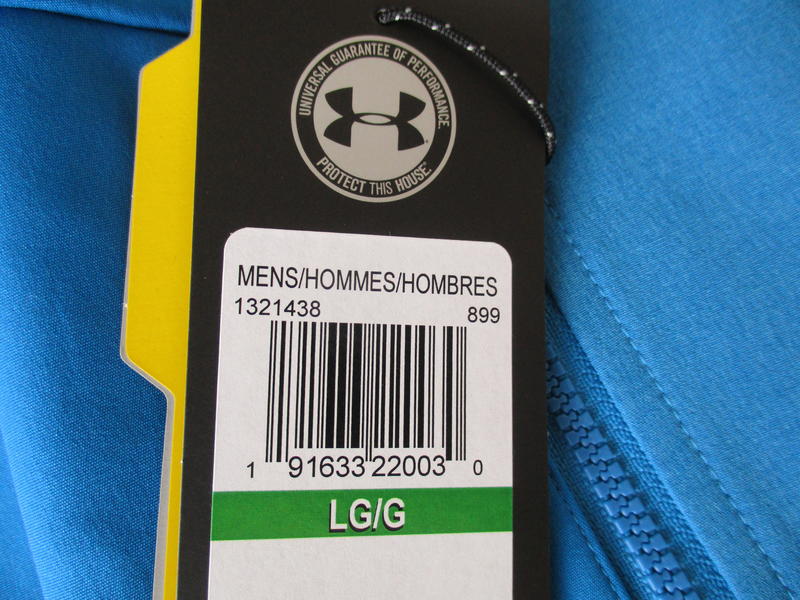 UNIVERSAL GUARANTEE OF PERFORMANCE.
PROTECT THIS HOUSE.
MENS/HOMMES/HOMBRES
1321438 899
1 91633 22003 0
LG/G